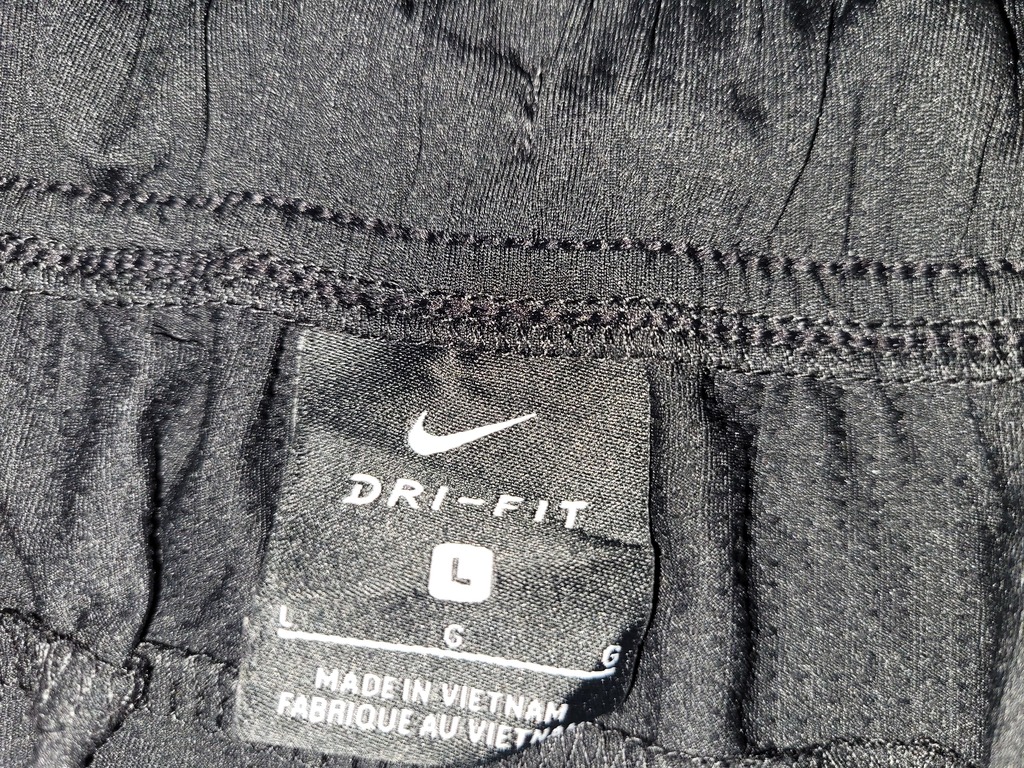 DRI-FIT
L
L G G
MADE IN VIETNAM
FABRIQUE AU VIETNAM